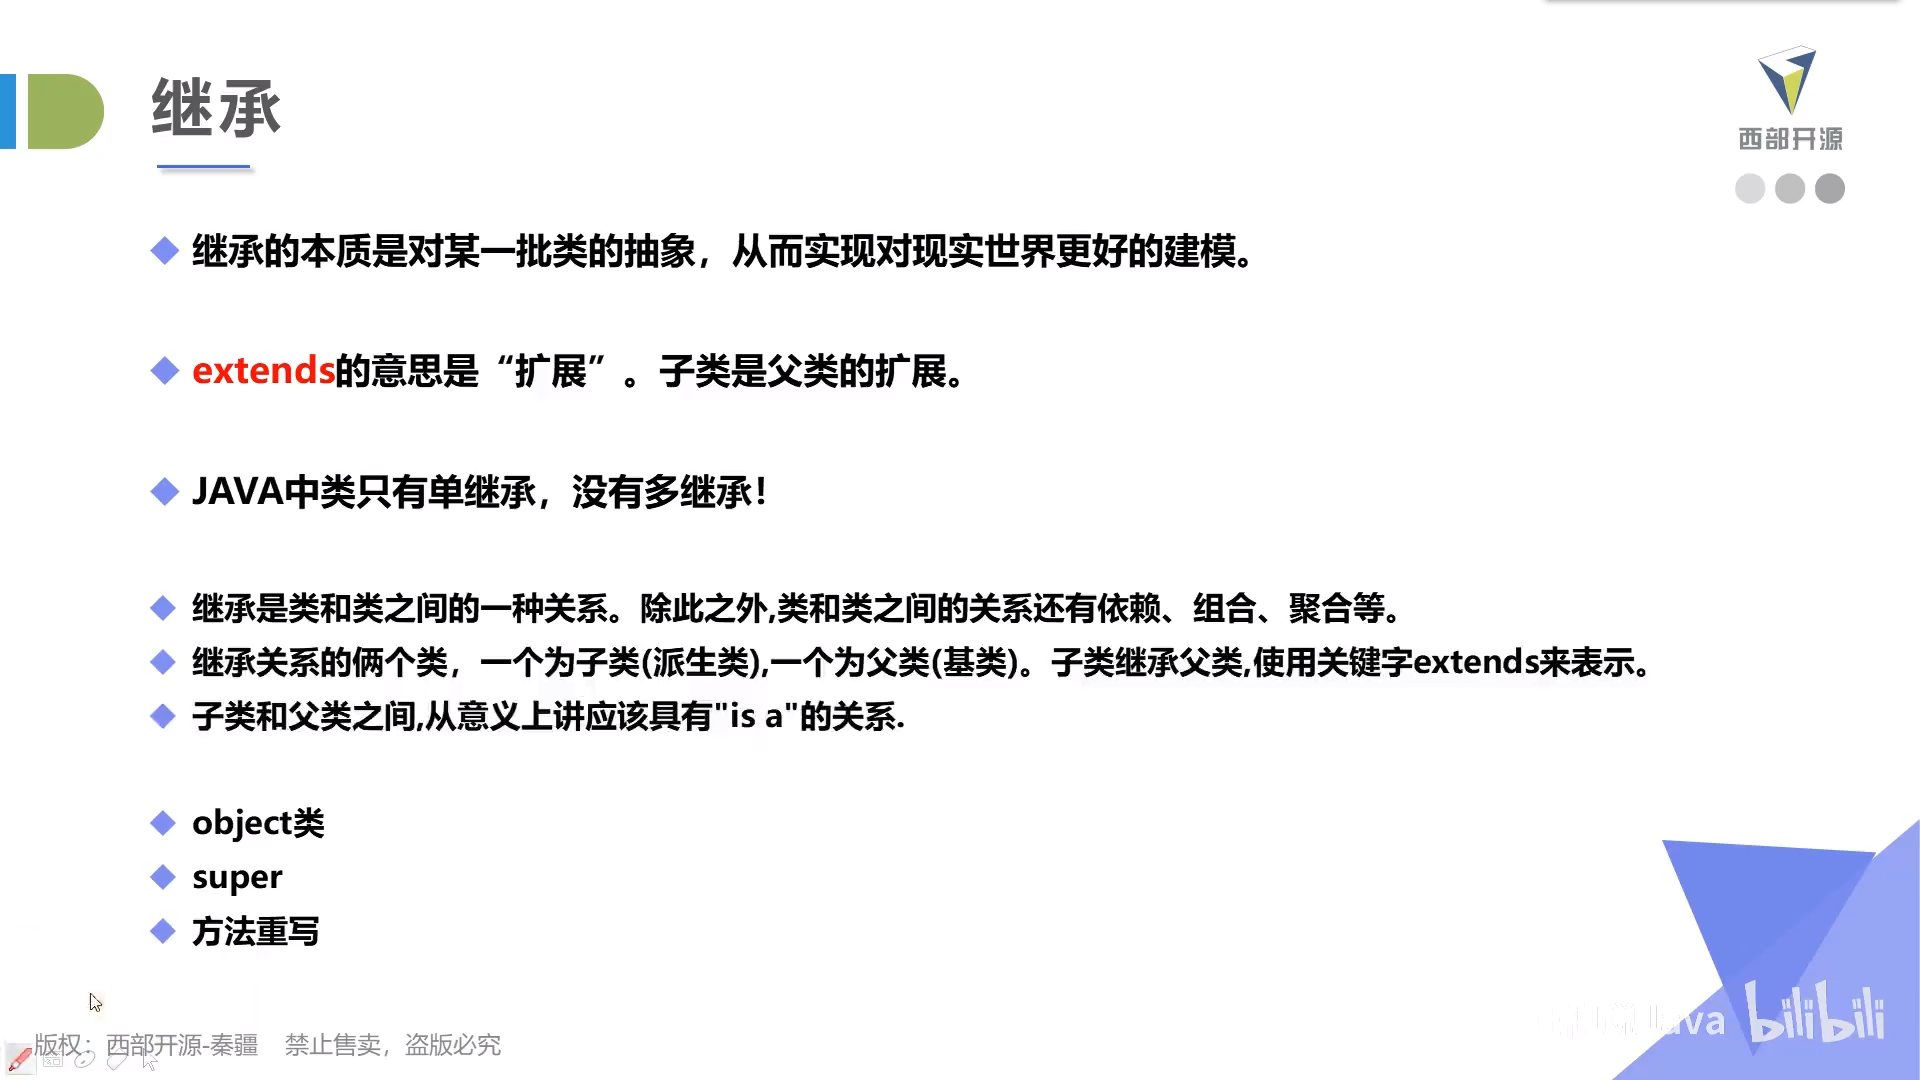 继承
西部开源
继承的本质是对某一批类的抽象，从而实现对现实世界更好的建模。
extends的意思是“扩展”。子类是父类的扩展。
JAVA中类只有单继承，没有多继承！
继承是类和类之间的一种关系。除此之外,类和类之间的关系还有依赖、组合、聚合等。
继承关系的俩个类，一个为子类(派生类),一个为父类(基类)。子类继承父类,使用关键字extends来表示。
子类和父类之间,从意义上讲应该具有"is a"的关系.
object类
super
方法重写
版权：西部开源-秦疆 禁止售卖，盗版必究
Java bilibili